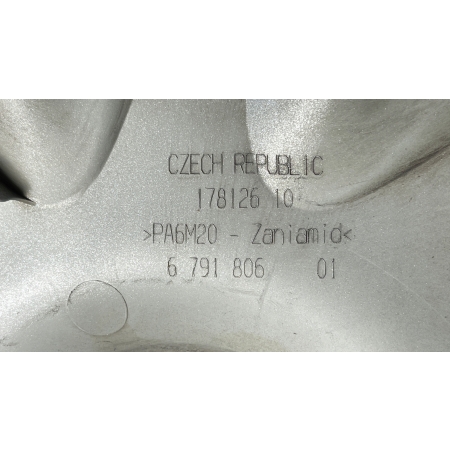 CZECH REPUBLIC
178126 10
>PA6M20 - Zaniamid<
6 791 806 01